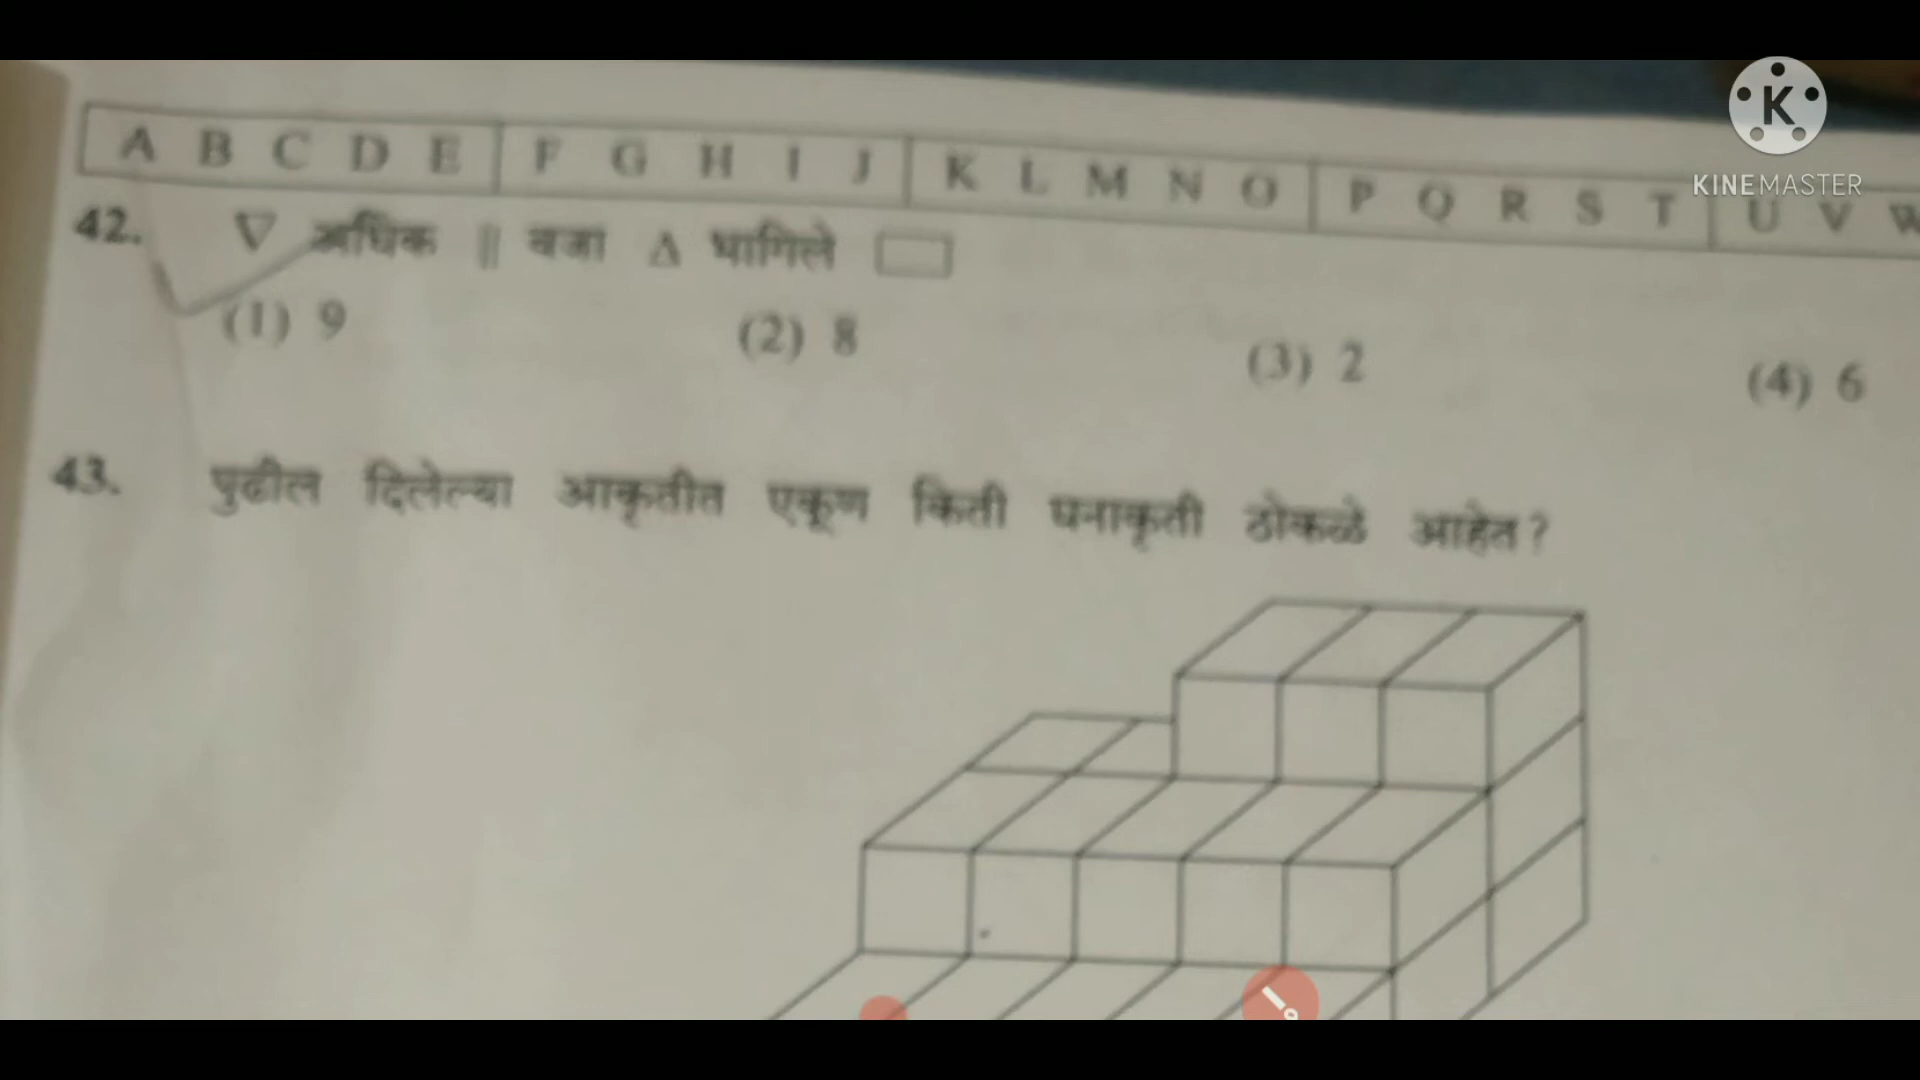 A B C D E F G H I J K L M N O P Q R S T U V W
42. ∇ अधिक || वजा Δ भागिले □
(1) 9 (2) 8 (3) 2 (4) 6
43. पुढील दिलेल्या आकृतीत एकूण किती घनाकृती ठोकळे आहेत?
K
KINEMASTER